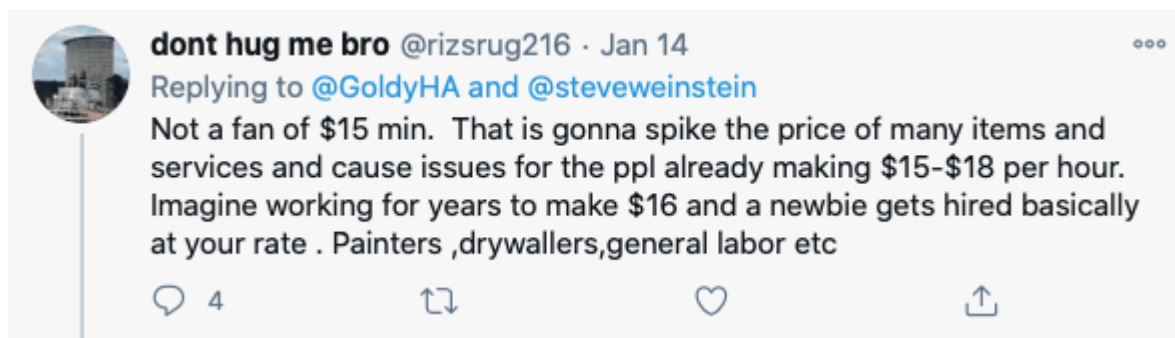 dont hug me bro @rizsrug216 · Jan 14
Replying to @GoldyHA and @steveweinstein
Not a fan of $15 min.  That is gonna spike the price of many items and
services and cause issues for the ppl already making $15-$18 per hour.
Imagine working for years to make $16 and a newbie gets hired basically
at your rate . Painters ,drywallers,general labor etc
4